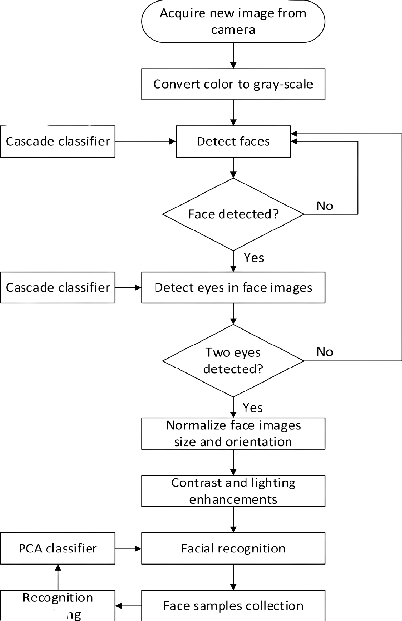 Acquire new image from
camera
Convert color to gray-scale
Cascade classifier
Detect faces
Face detected?
No
Yes
Cascade classifier
Detect eyes in face images
Two eyes
detected?
No
Yes
Normalize face images
size and orientation
Contrast and lighting
enhancements
PCA classifier
Facial recognition
Recognition
Face samples collection